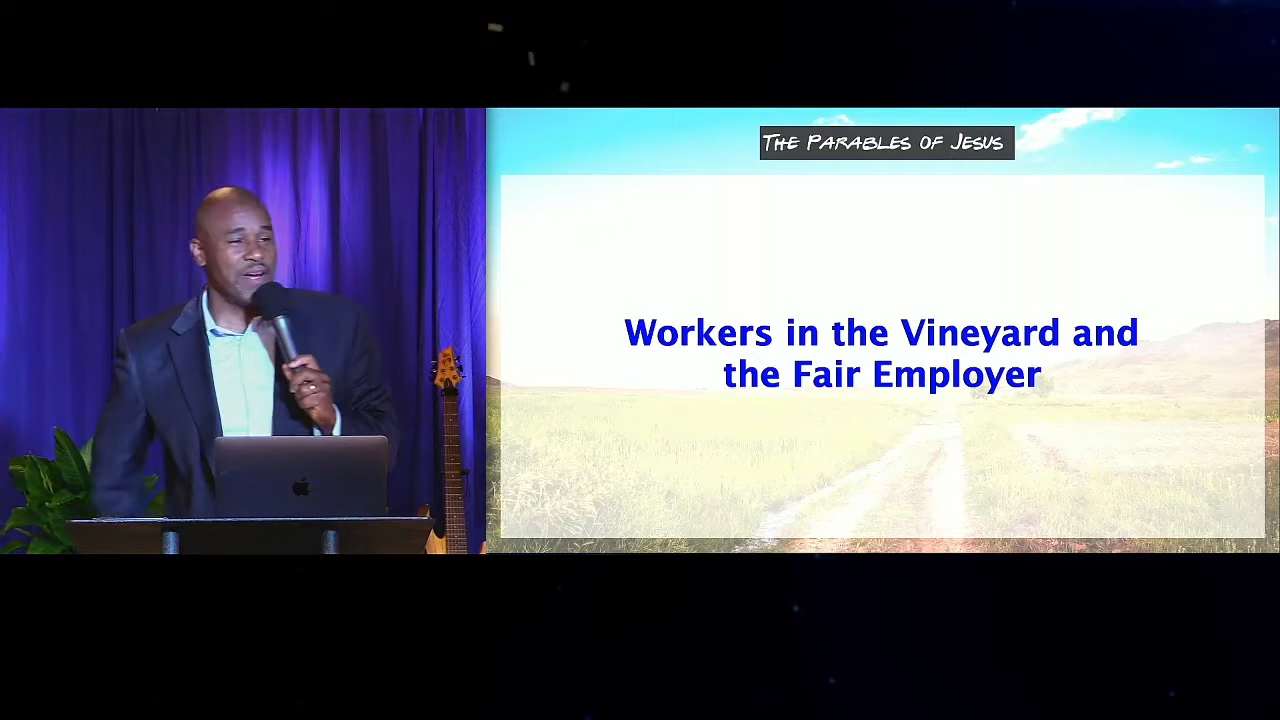 The Parables of Jesus
Workers in the Vineyard and
the Fair Employer